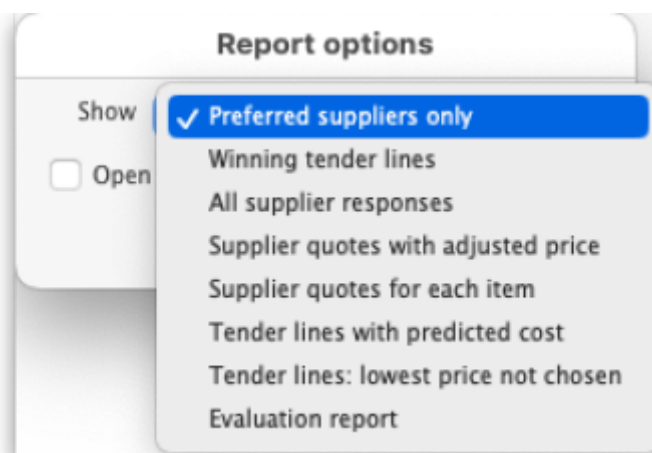 Report options
Show
✓ Preferred suppliers only
Winning tender lines
Open
All supplier responses
Supplier quotes with adjusted price
Supplier quotes for each item
Tender lines with predicted cost
Tender lines: lowest price not chosen
Evaluation report